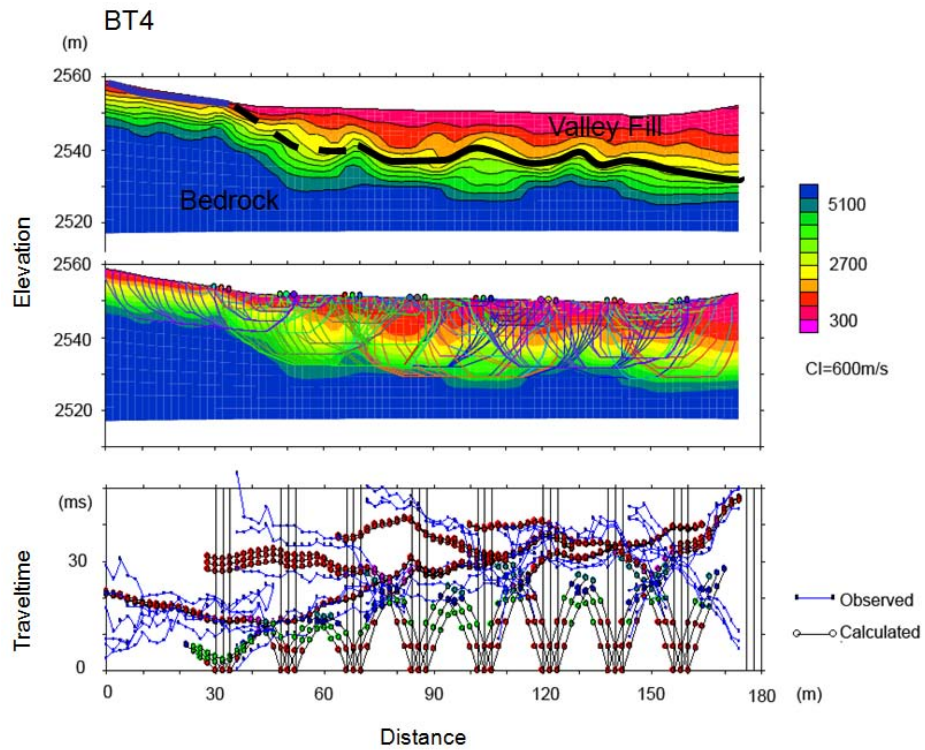 BT4
(m)
2560
2540
2520
Valley Fill
Bedrock
2560
2540
2520
Elevation
5100
2700
300
CI=600m/s
(ms)
30
0
Traveltime
Observed
Calculated
0 30 60 90 120 150 180 (m)
Distance